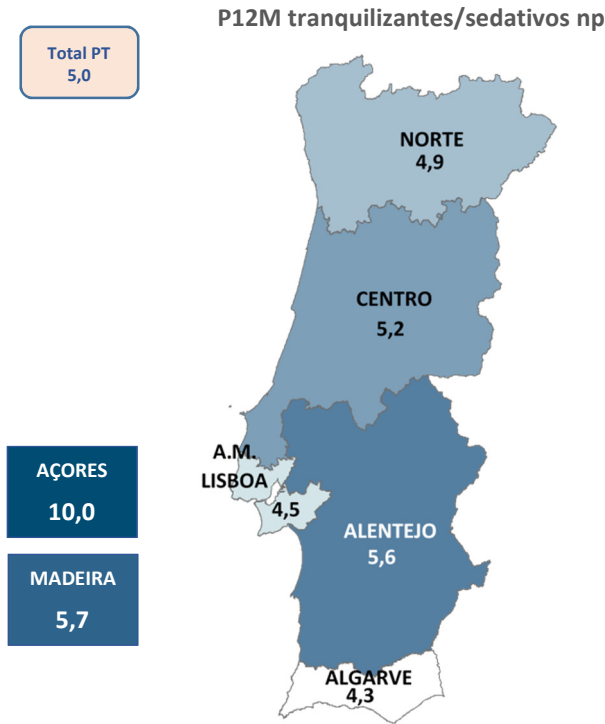 P12M tranquilizantes/sedativos np
Total PT
5,0
NORTE
4,9
CENTRO
5,2
A.M.
LISBOA
4,5
AÇORES
10,0
ALENTEJO
5,6
MADEIRA
5,7
ALGARVE
4,3